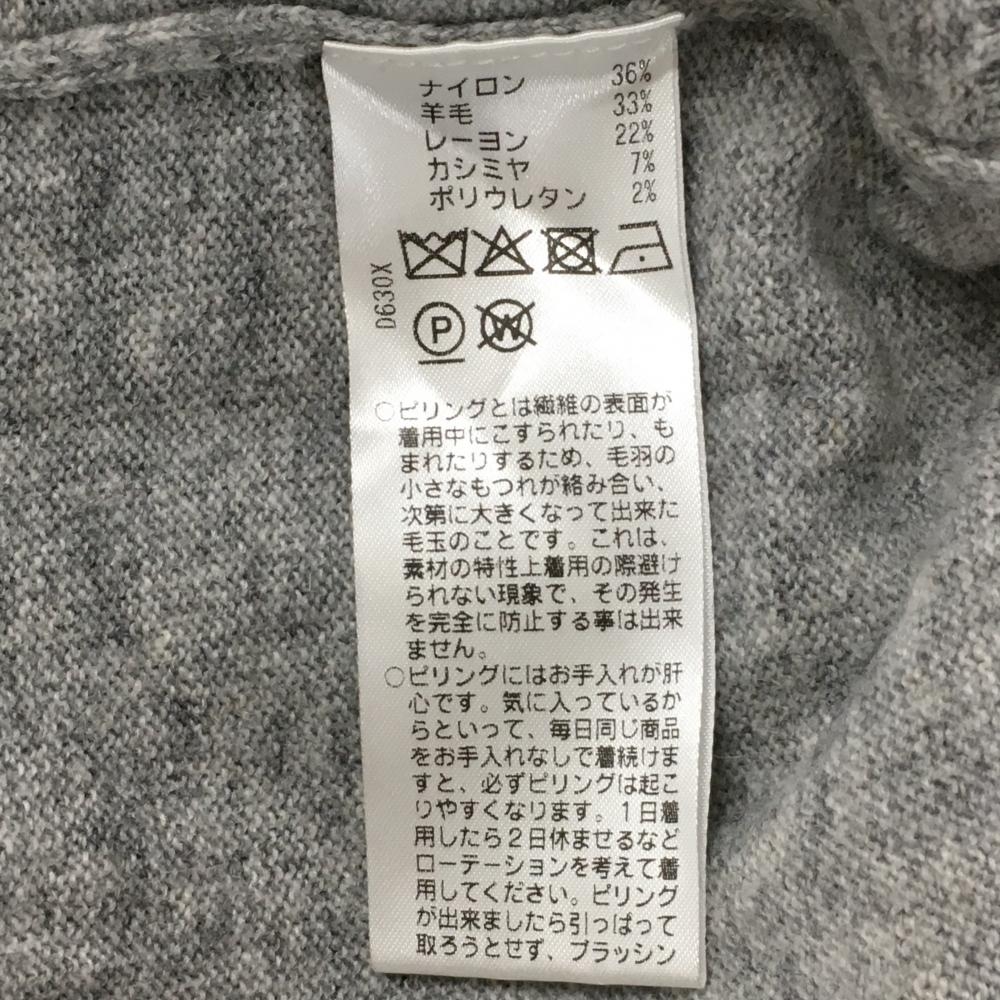 ナイロン 36%
羊毛 33%
レーヨン 22%
カシミヤ 7%
ポリウレタン 2%
D630X
P
W
○ピリングとは繊維の表面が
着用中にこすられたり、も
まれたりするため、毛羽の
小さなもつれが絡み合い、
次第に大きくなって出来た
毛玉のことです。これは、
素材の特性上着用の際避け
られない現象で、その発生
を完全に防止する事は出来
ません。
○ピリングにはお手入れが肝
心です。気に入っているか
らといって、毎日同じ商品
をお手入れなしで着続けま
すと、必ずピリングは起こ
りやすくなります。1日着
用したら2日休ませるなど
ローテーションを考えて着
用してください。ピリング
が出来ましたら引っぱって
取ろうとせず、ブラッシン